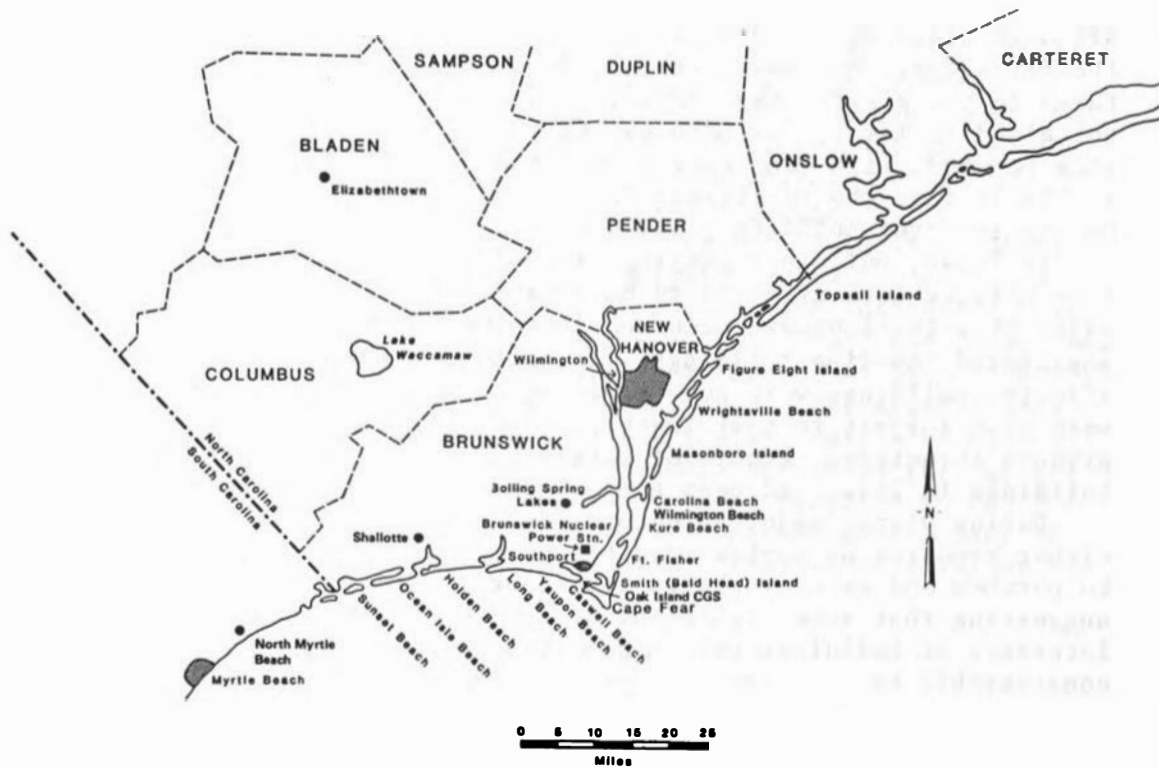 CARTERET
SAMPSON
DUPLIN
BLADEN
ONSLOW
Elizabethtown
PENDER
Topsail Island
NEW
HANOVER
Lake
Waccamaw
Wilmington
COLUMBUS
Figure Eight Island
Wrightsville Beach
BRUNSWICK
North Carolina
South Carolina
Masonboro Island
Boiling Spring
Lakes
Carolina Beach
Wilmington Beach
Kure Beach
N
Brunswick Nuclear
Power Stn.
Shallotte
Southport
Ft. Fisher
Smith (Bald Head) Island
Oak Island CGS
Cape Fear
Caswell Beach
Yaupon Beach
Long Beach
Holden Beach
Ocean Isle Beach
Sunset Beach
North Myrtle
Beach
Myrtle Beach
0 5 10 15 20 25
Miles